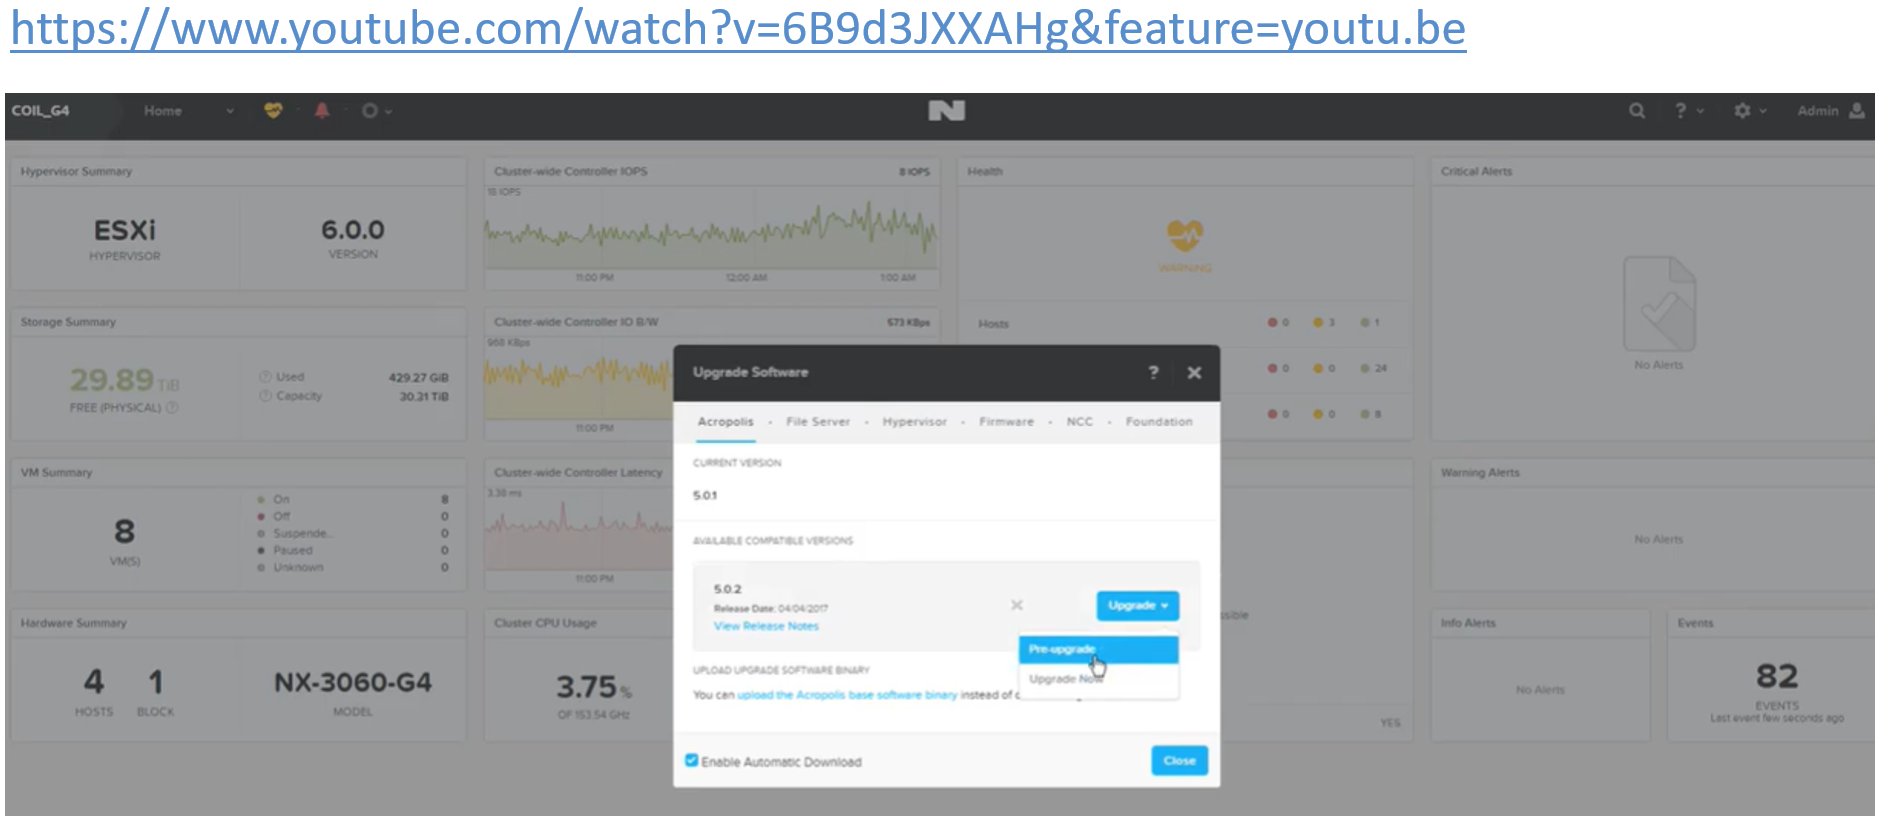 https://www.youtube.com/watch?v=6B9d3JXXAHg&feature=youtu.be
COIL_G4 Home ? Admin
Hypervisor Summary
ESXi
HYPERVISOR
6.0.0
VERSION
Cluster-wide Controller IOPS 8 IOPS
18 IOPS
11:00 PM 12:00 AM 1:00 AM
Health
WARNING
Critical Alerts
No Alerts
Storage Summary
29.89 TiB
FREE (PHYSICAL) ?
? Used 429.27 GiB
? Capacity 30.31 TiB
Cluster-wide Controller IO B/W 573 KBps
968 KBps
11:00 PM
Hosts 0 3 1
0 0 24
0 0 8
Upgrade Software ? X
Acropolis · File Server · Hypervisor · Firmware · NCC · Foundation
CURRENT VERSION
5.0.1
AVAILABLE COMPATIBLE VERSIONS
5.0.2
Release Date: 04/04/2017
View Release Notes
Upgrade
Pre-upgrade
Upgrade Now
UPLOAD UPGRADE SOFTWARE BINARY
You can upload the Acropolis base software binary instead of
Enable Automatic Download
Close
VM Summary
8
VM(S)
On 8
Off 0
Suspende... 0
Paused 0
Unknown 0
Cluster-wide Controller Latency
3.38 ms
11:00 PM
Warning Alerts
No Alerts
Hardware Summary
4
HOSTS
1
BLOCK
NX-3060-G4
MODEL
Cluster CPU Usage
3.75 %
OF 153.54 GHz
YES
Info Alerts
No Alerts
Events
82
EVENTS
Last event few seconds ago